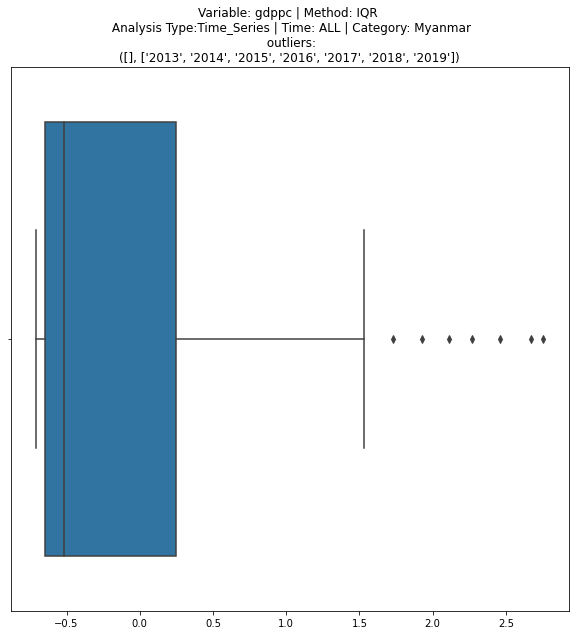 Variable: gdppc | Method: IQR
Analysis Type:Time_Series | Time: ALL | Category: Myanmar
outliers:
([], ['2013', '2014', '2015', '2016', '2017', '2018', '2019'])
−0.5 0.0 0.5 1.0 1.5 2.0 2.5